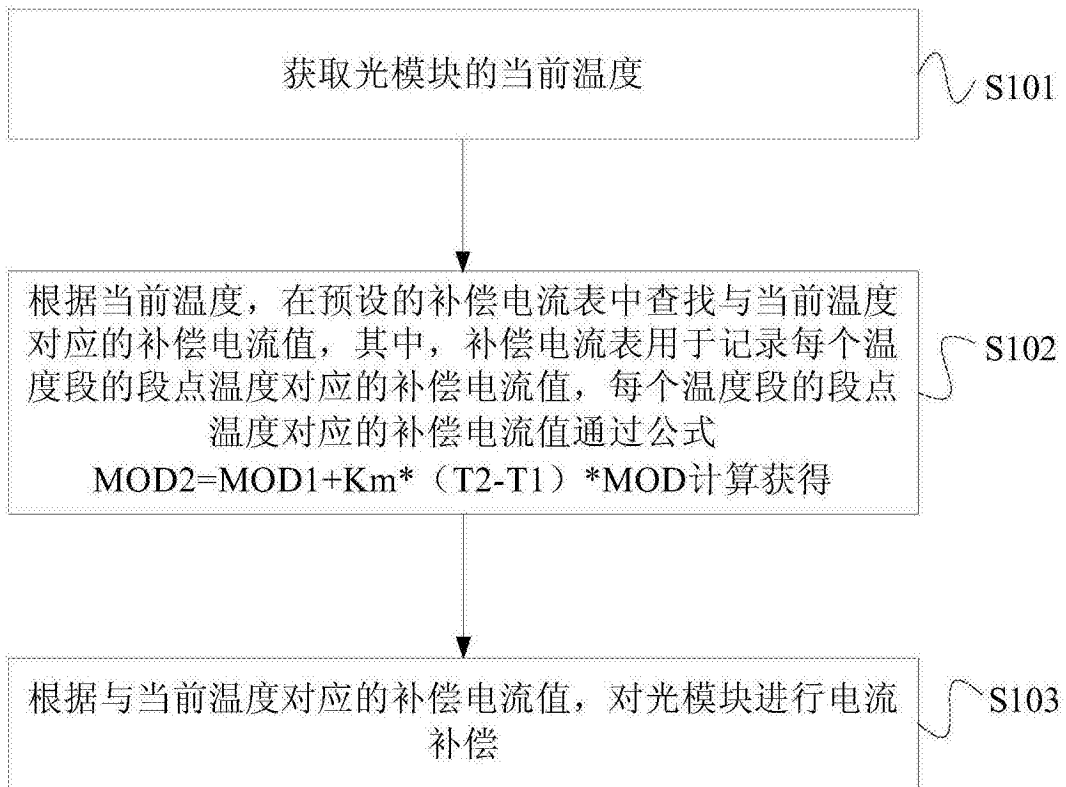 获取光模块的当前温度
S101
根据当前温度，在预设的补偿电流表中查找与当前温度
对应的补偿电流值，其中，补偿电流表用于记录每个温
度段的段点温度对应的补偿电流值，每个温度段的段点
温度对应的补偿电流值通过公式
MOD2=MOD1+Km*（T2-T1）*MOD计算获得
S102
根据与当前温度对应的补偿电流值，对光模块进行电流
补偿
S103